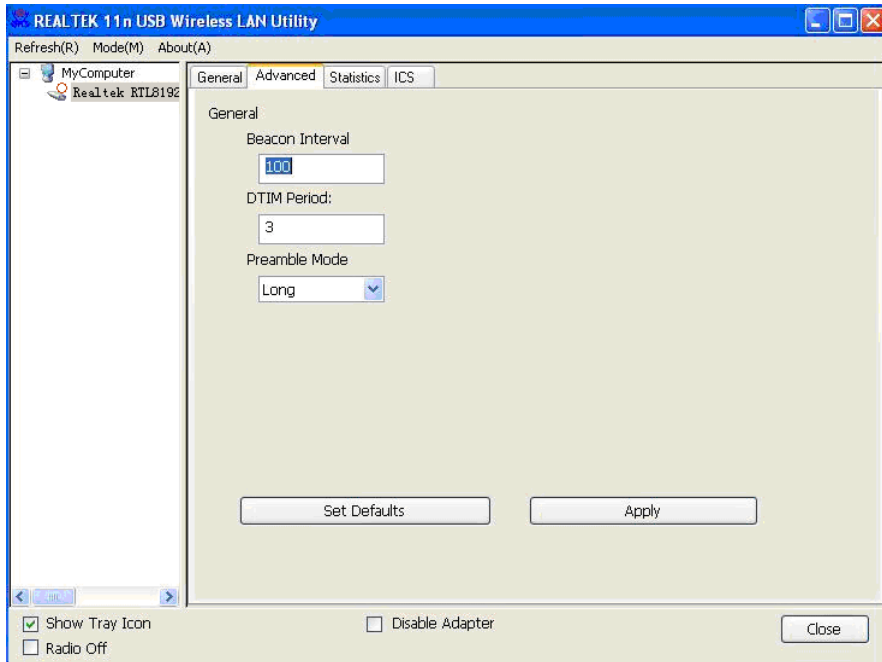 REALTEK 11n USB Wireless LAN Utility
Refresh(R) Mode(M) About(A)
MyComputer
Realtek RTL8192
General Advanced Statistics ICS
General
Beacon Interval
100
DTIM Period:
3
Preamble Mode
Long
Set Defaults Apply
Show Tray Icon Disable Adapter
Radio Off
Close